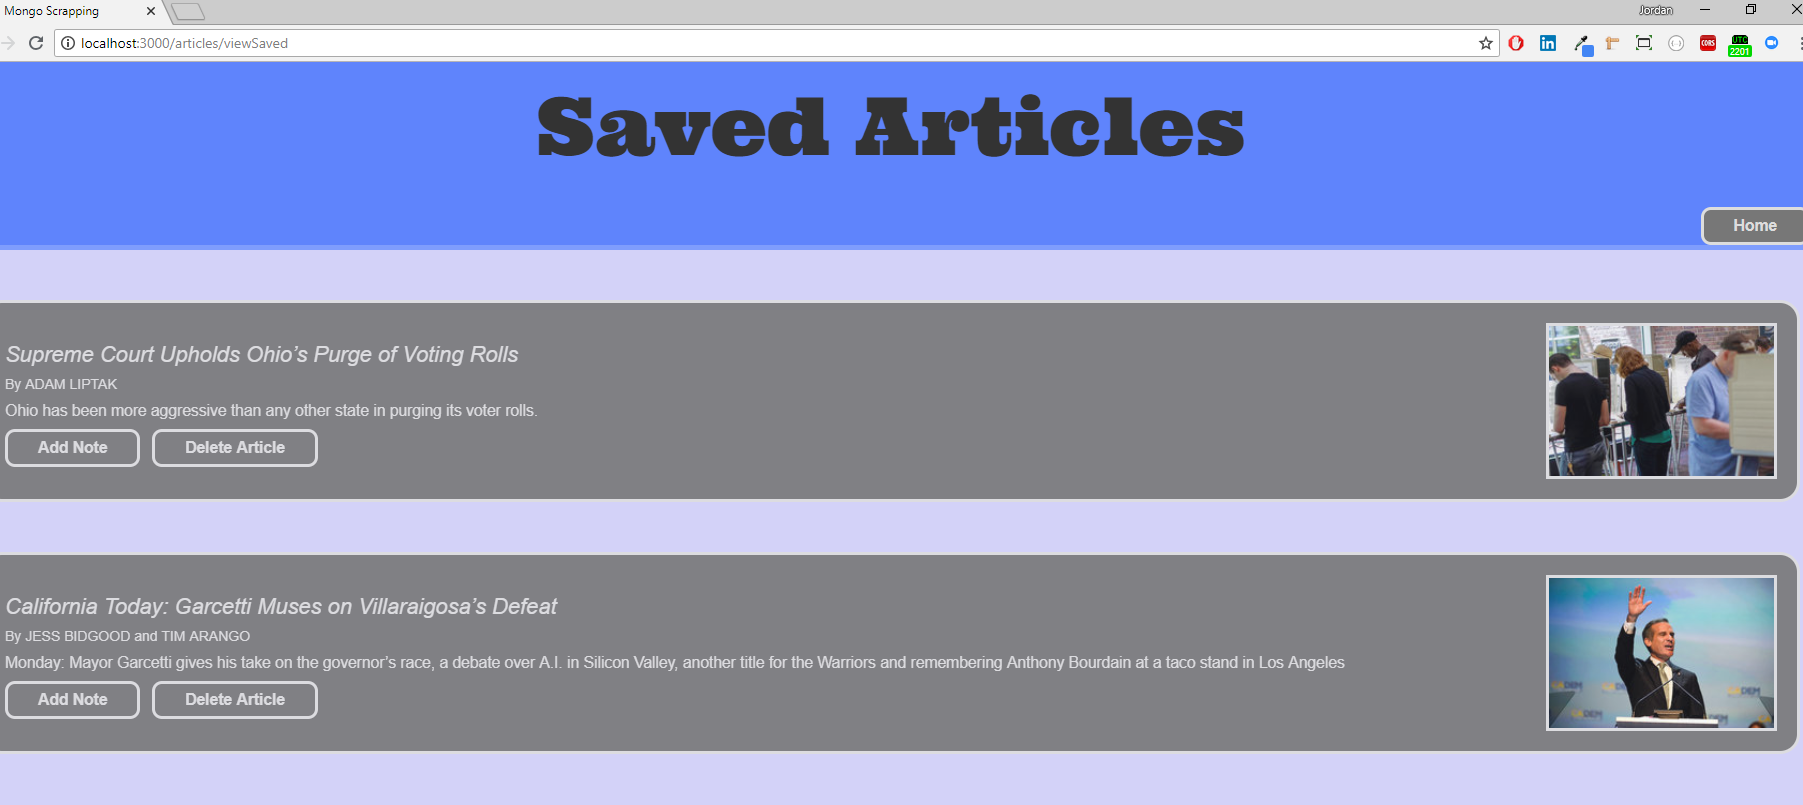 Mongo Scrapping
Jordan
localhost:3000/articles/viewSaved
CORS
UTC
2201
Saved Articles
Home
Supreme Court Upholds Ohio’s Purge of Voting Rolls
By ADAM LIPTAK
Ohio has been more aggressive than any other state in purging its voter rolls.
Add Note
Delete Article
California Today: Garcetti Muses on Villaraigosa’s Defeat
By JESS BIDGOOD and TIM ARANGO
Monday: Mayor Garcetti gives his take on the governor’s race, a debate over A.I. in Silicon Valley, another title for the Warriors and remembering Anthony Bourdain at a taco stand in Los Angeles
Add Note
Delete Article